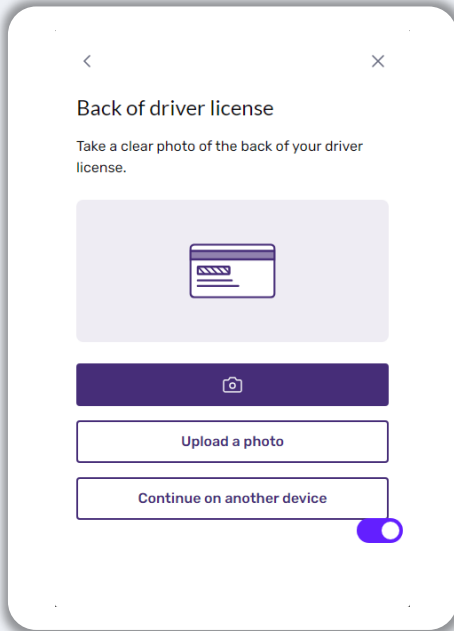 Back of driver license
Take a clear photo of the back of your driver
license.
Upload a photo
Continue on another device